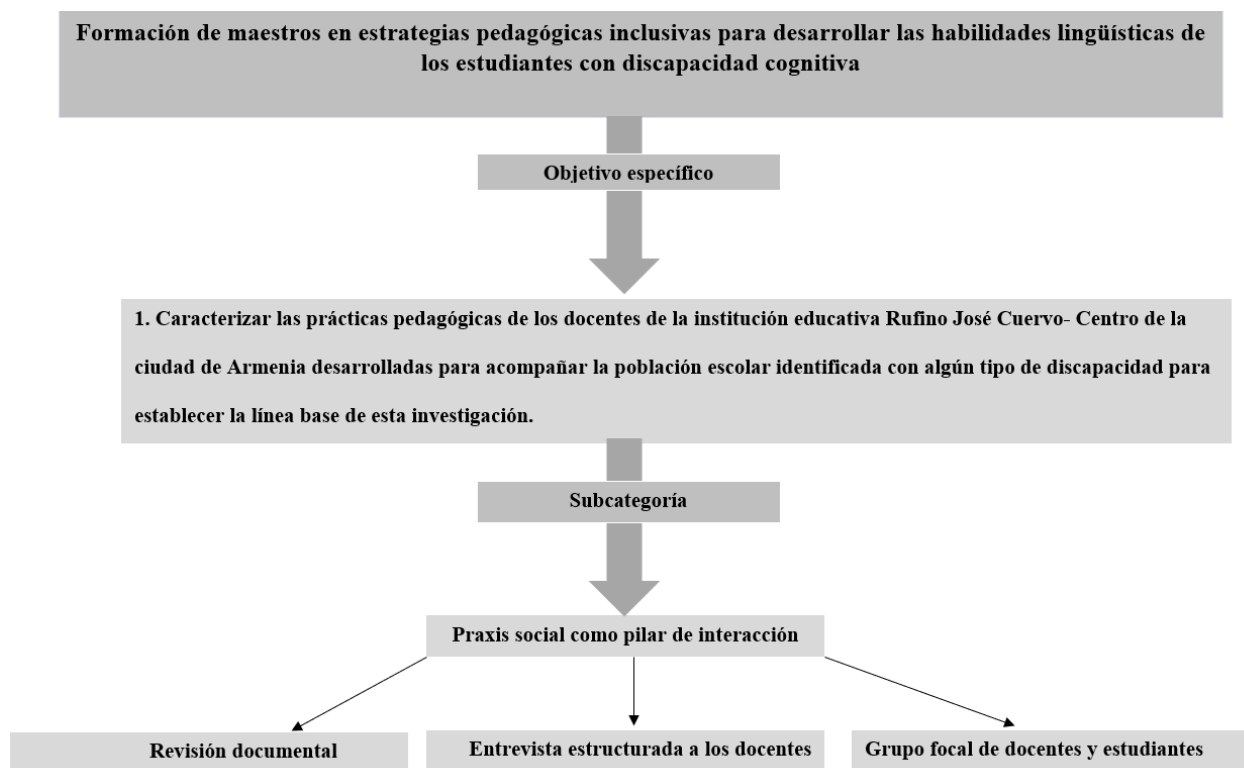 Formación de maestros en estrategias pedagógicas inclusivas para desarrollar las habilidades lingüísticas de
los estudiantes con discapacidad cognitiva
Objetivo específico
1. Caracterizar las prácticas pedagógicas de los docentes de la institución educativa Rufino José Cuervo- Centro de la
ciudad de Armenia desarrolladas para acompañar la población escolar identificada con algún tipo de discapacidad para
establecer la línea base de esta investigación.
Subcategoría
Praxis social como pilar de interacción
Revisión documental
Entrevista estructurada a los docentes
Grupo focal de docentes y estudiantes